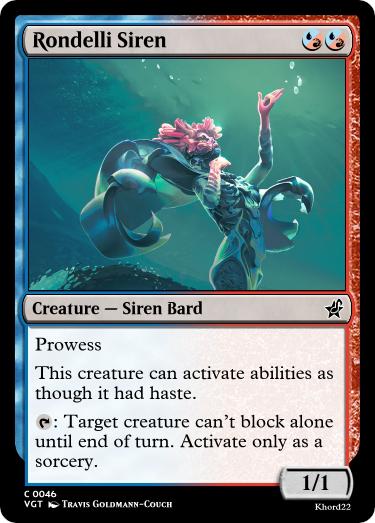 Rondelli Siren
Creature — Siren Bard
Prowess
This creature can activate abilities as
though it had haste.
: Target creature can't block alone
until end of turn. Activate only as a
sorcery.
1/1
C 0046
VGT Travis Goldmann-Couch
Khord22